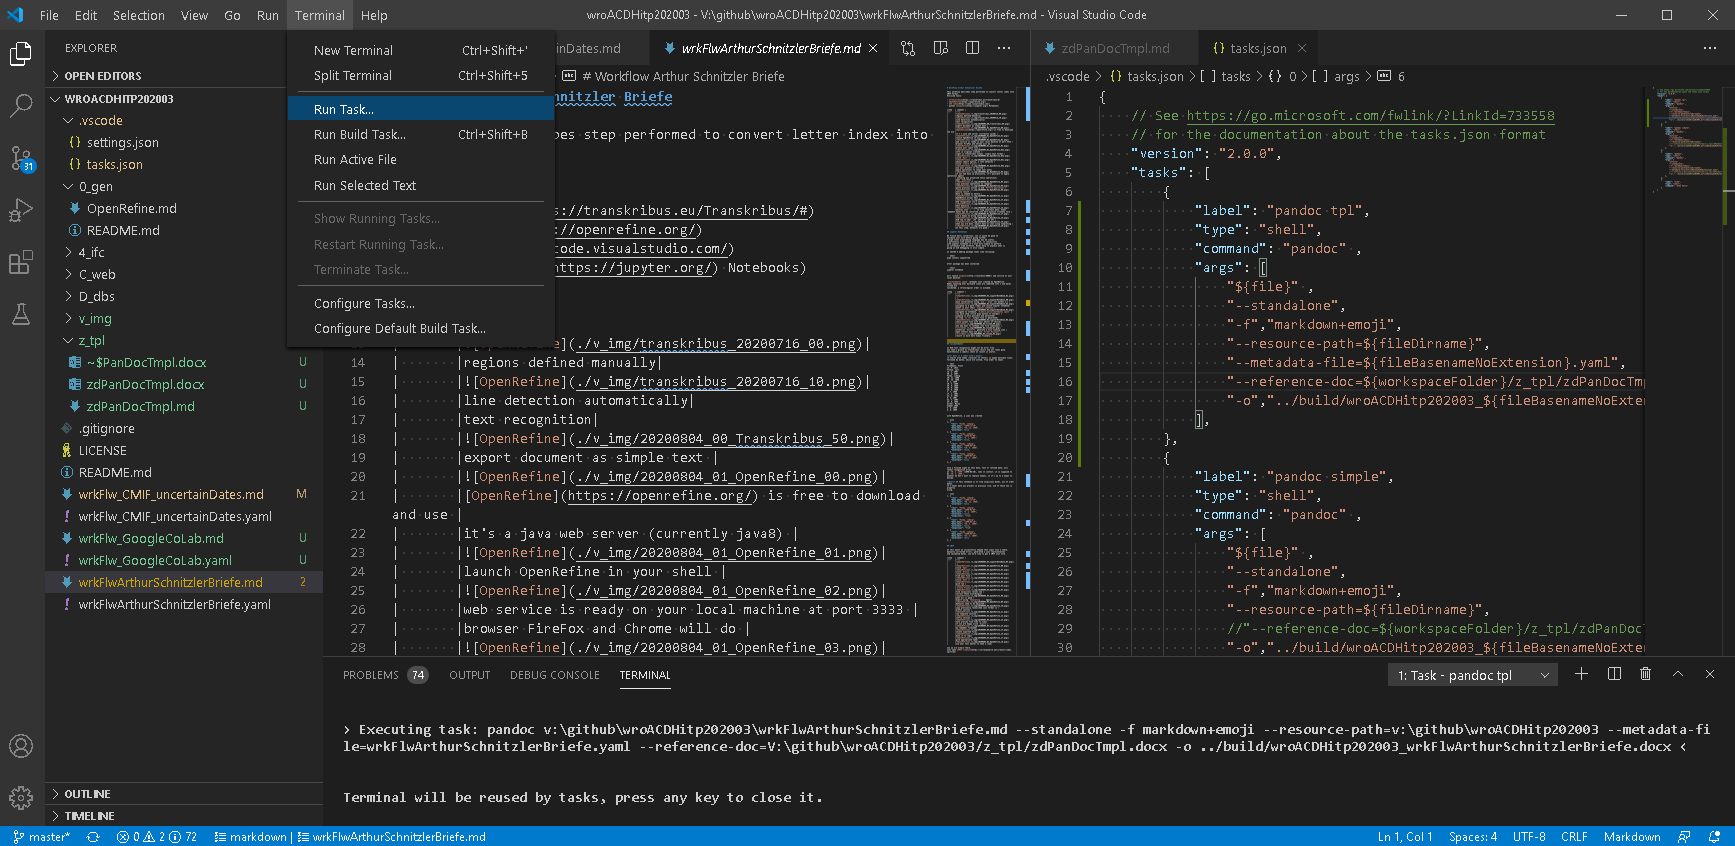 File Edit Selection View Go Run Terminal Help
wroACDHitp202003 - V:\github\wroACDHitp202003\wrkFlwArthurSchnitzlerBriefe.md - Visual Studio Code
EXPLORER
OPEN EDITORS
WROACDHITP202003
.vscode
{} settings.json
{} tasks.json
0_gen
OpenRefine.md
README.md
4_ifc
C_web
D_dbs
v_img
z_tpl
~$PanDocTmpl.docx U
zdPanDocTmpl.docx U
zdPanDocTmpl.md U
.gitignore
LICENSE
README.md
wrkFlw_CMIF_uncertainDates.md M
! wrkFlw_CMIF_uncertainDates.yaml
wrkFlw_GoogleCoLab.md U
! wrkFlw_GoogleCoLab.yaml U
wrkFlwArthurSchnitzlerBriefe.md 2
! wrkFlwArthurSchnitzlerBriefe.yaml
OUTLINE
TIMELINE
31
New Terminal Ctrl+Shift+'
Split Terminal Ctrl+Shift+5
Run Task...
Run Build Task... Ctrl+Shift+B
Run Active File
Run Selected Text
Show Running Tasks...
Restart Running Task...
Terminate Task...
Configure Tasks...
Configure Default Build Task...
inDates.md
wrkFlwArthurSchnitzlerBriefe.md
# Workflow Arthur Schnitzler Briefe
hnitzler Briefe
bes step performed to convert letter index into
s://transkribus.eu/Transkribus/#)
://openrefine.org/)
code.visualstudio.com/)
https://jupyter.org/) Notebooks)
| |![OpenRefine](./v_img/transkribus_20200716_00.png)|
14 | |regions defined manually|
15 | |![OpenRefine](./v_img/transkribus_20200716_10.png)|
16 | |line detection automatically|
17 | |text recognition|
18 | |![OpenRefine](./v_img/20200804_00_Transkribus_50.png)|
19 | |export document as simple text |
20 | |![OpenRefine](./v_img/20200804_01_OpenRefine_00.png)|
21 | |[OpenRefine](https://openrefine.org/) is free to download
and use |
22 | |it's a java web server (currently java8) |
23 | |![OpenRefine](./v_img/20200804_01_OpenRefine_01.png)|
24 | |launch OpenRefine in your shell |
25 | |![OpenRefine](./v_img/20200804_01_OpenRefine_02.png)|
26 | |web service is ready on your local machine at port 3333 |
27 | |browser FireFox and Chrome will do |
28 | |![OpenRefine](./v_img/20200804_01_OpenRefine_03.png)|
zdPanDocTmpl.md
{} tasks.json
.vscode > {} tasks.json > [ ] tasks > {} 0 > [ ] args > 6
1 {
2 // See https://go.microsoft.com/fwlink/?LinkId=733558
3 // for the documentation about the tasks.json format
4 "version": "2.0.0",
5 "tasks": [
6 {
7 "label": "pandoc tpl",
8 "type": "shell",
9 "command": "pandoc" ,
10 "args": [
11 "${file}" ,
12 "--standalone",
13 "-f","markdown+emoji",
14 "--resource-path=${fileDirname}",
15 "--metadata-file=${fileBasenameNoExtension}.yaml",
16 "--reference-doc=${workspaceFolder}/z_tpl/zdPanDocTmp
17 "-o","../build/wroACDHitp202003_${fileBasenameNoExten
18 ],
19 },
20 {
21 "label": "pandoc simple",
22 "type": "shell",
23 "command": "pandoc" ,
24 "args": [
25 "${file}" ,
26 "--standalone",
27 "-f","markdown+emoji",
28 "--resource-path=${fileDirname}",
29 //"--reference-doc=${workspaceFolder}/z_tpl/zdPanDocT
30 "-o","../build/wroACDHitp202003_${fileBasenameNoExten
PROBLEMS 74 OUTPUT DEBUG CONSOLE TERMINAL
1: Task - pandoc tpl
> Executing task: pandoc v:\github\wroACDHitp202003\wrkFlwArthurSchnitzlerBriefe.md --standalone -f markdown+emoji --resource-path=v:\github\wroACDHitp202003 --metadata-fi
le=wrkFlwArthurSchnitzlerBriefe.yaml --reference-doc=V:\github\wroACDHitp202003/z_tpl/zdPanDocTmpl.docx -o ../build/wroACDHitp202003_wrkFlwArthurSchnitzlerBriefe.docx <
Terminal will be reused by tasks, press any key to close it.
master* 0 2 72 markdown | wrkFlwArthurSchnitzlerBriefe.md
Ln 1, Col 1 Spaces: 4 UTF-8 CRLF Markdown